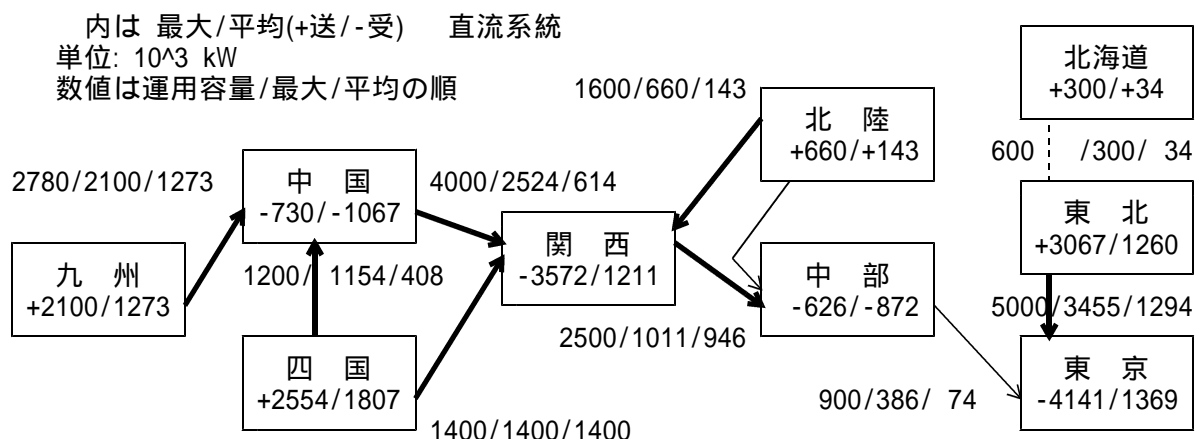 内は 最大/平均(+送/-受) 直流系統
単位: 10^3 kW
数値は運用容量/最大/平均の順
北海道
+300/+34
1600/660/143
北　陸
+660/+143
600 /300/ 34
2780/2100/1273
中　国
-730/-1067
4000/2524/614
東　北
+3067/1260
関　西
-3572/1211
九　州
+2100/1273
1200/ 1154/408
中　部
-626/-872
5000/3455/1294
2500/1011/946
四　国
+2554/1807
東　京
-4141/1369
900/386/ 74
1400/1400/1400